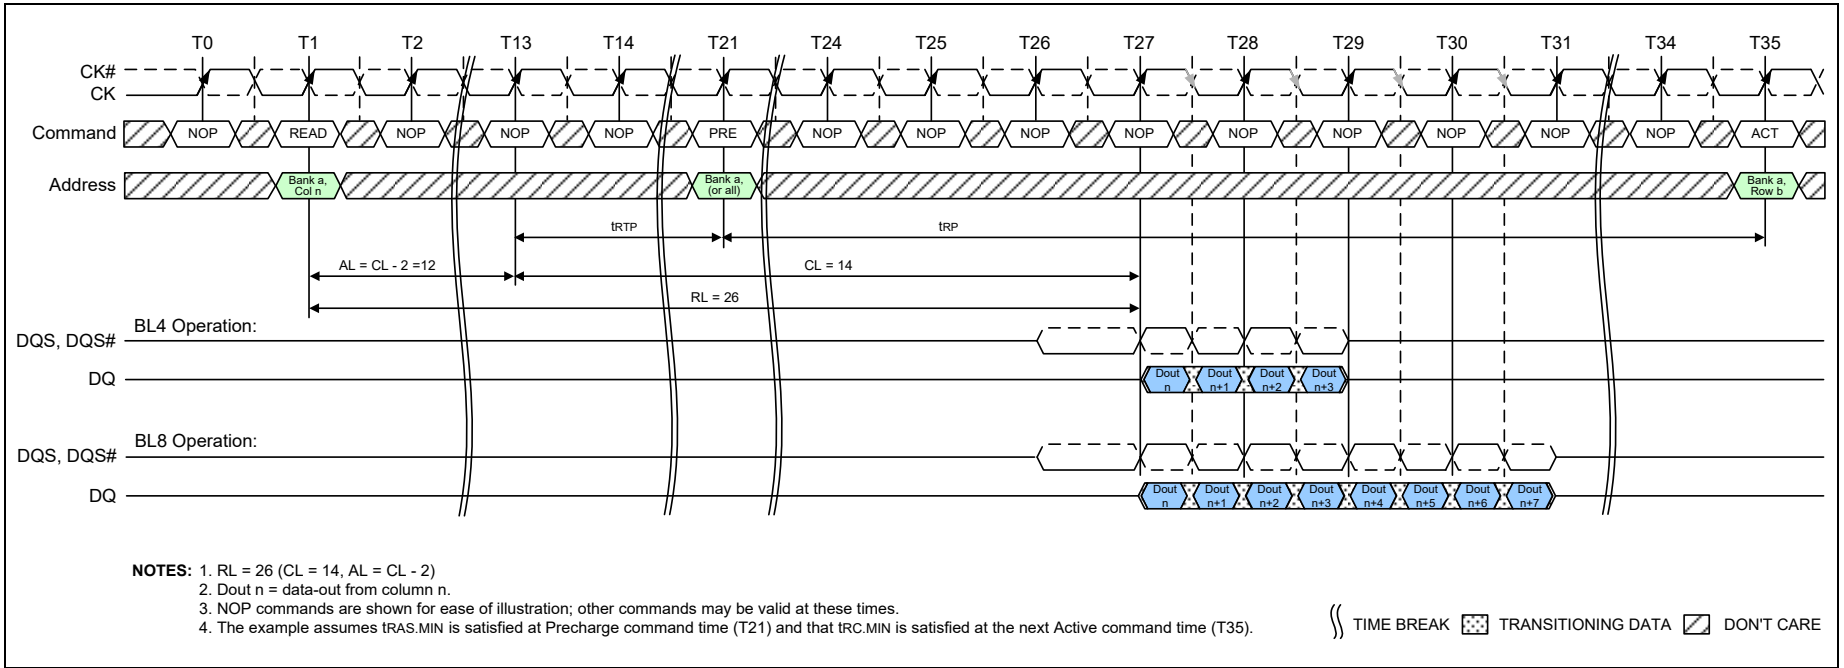 T0 T1 T2 T13 T14 T21 T24 T25 T26 T27 T28 T29 T30 T31 T34 T35
CK#
CK
Command NOP READ NOP NOP NOP PRE NOP NOP NOP NOP NOP NOP NOP NOP NOP ACT
Address Bank a, Col n Bank a, (or all) Bank a, Row b
tRTP tRP
AL = CL - 2 =12 CL = 14
RL = 26
BL4 Operation:
DQS, DQS#
DQ Dout n Dout n+1 Dout n+2 Dout n+3
BL8 Operation:
DQS, DQS#
DQ Dout n Dout n+1 Dout n+2 Dout n+3 Dout n+4 Dout n+5 Dout n+6 Dout n+7
NOTES: 1. RL = 26 (CL = 14, AL = CL - 2)
2. Dout n = data-out from column n.
3. NOP commands are shown for ease of illustration; other commands may be valid at these times.
4. The example assumes tRAS.MIN is satisfied at Precharge command time (T21) and that tRC.MIN is satisfied at the next Active command time (T35).
TIME BREAK TRANSITIONING DATA DON'T CARE